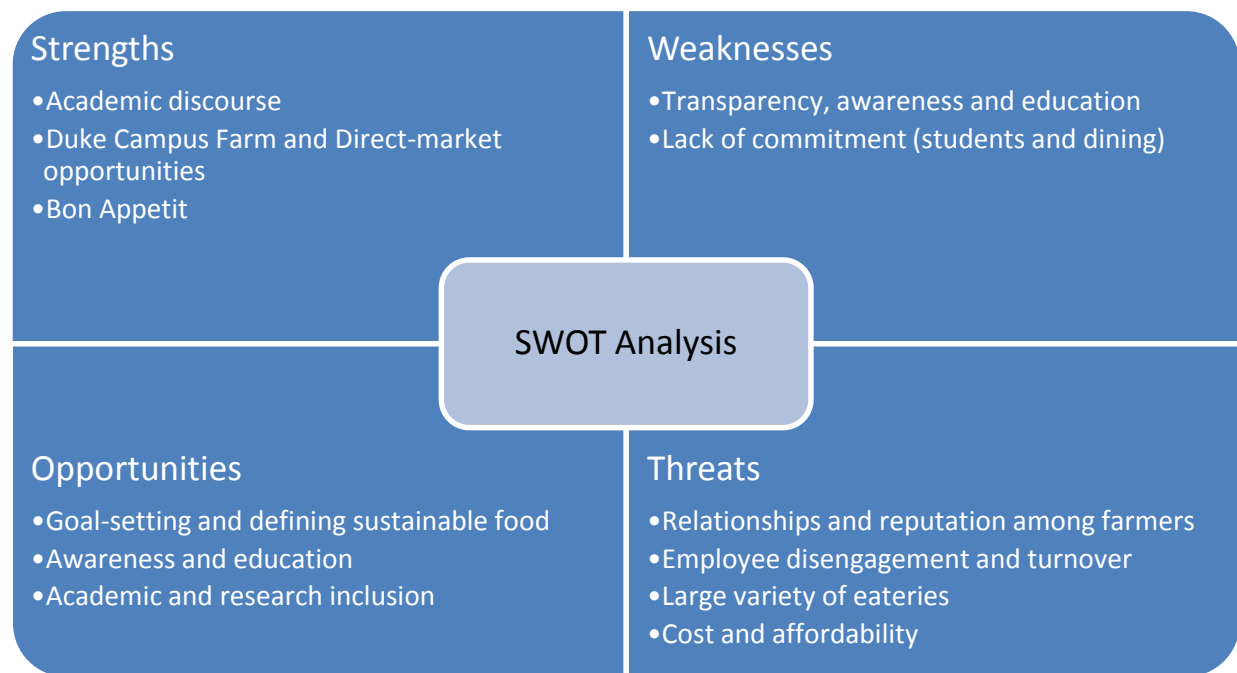 Strengths
•Academic discourse
•Duke Campus Farm and Direct-market
opportunities
•Bon Appetit
Weaknesses
•Transparency, awareness and education
•Lack of commitment (students and dining)
SWOT Analysis
Opportunities
•Goal-setting and defining sustainable food
•Awareness and education
•Academic and research inclusion
Threats
•Relationships and reputation among farmers
•Employee disengagement and turnover
•Large variety of eateries
•Cost and affordability